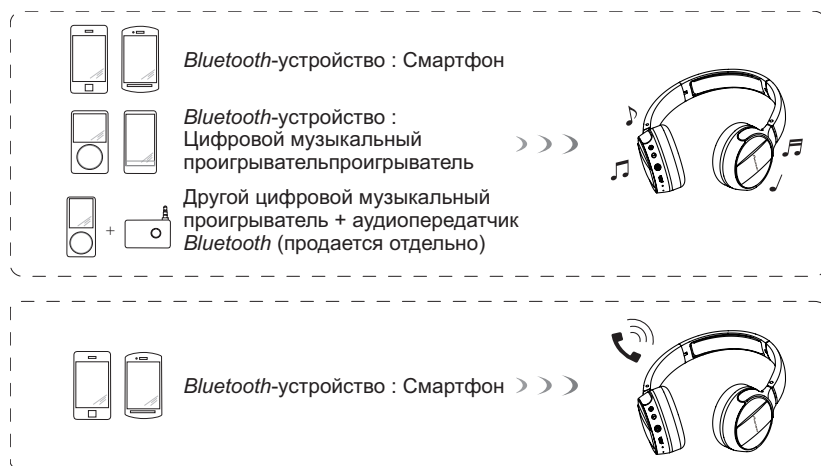 Bluetooth-устройство : Смартфон
Bluetooth-устройство :
Цифровой музыкальный
проигрывательпроигрыватель
Другой цифровой музыкальный
проигрыватель + аудиопередатчик
Bluetooth (продается отдельно)
+
Bluetooth-устройство : Смартфон